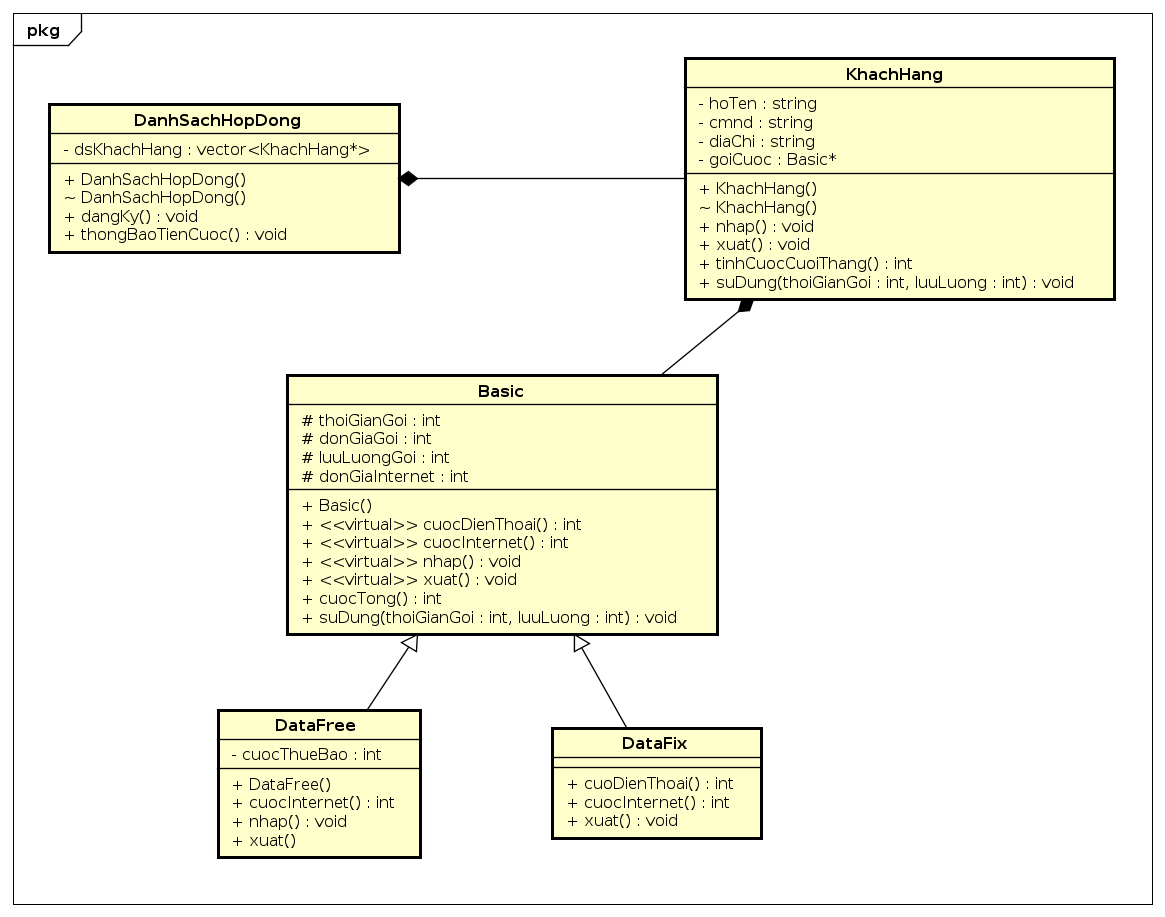 pkg
DanhSachHopDong
- dsKhachHang : vector<KhachHang*>
+ DanhSachHopDong()
~ DanhSachHopDong()
+ dangKy() : void
+ thongBaoTienCuoc() : void
KhachHang
- hoTen : string
- cmnd : string
- diaChi : string
- goiCuoc : Basic*
+ KhachHang()
~ KhachHang()
+ nhap() : void
+ xuat() : void
+ tinhCuocCuoiThang() : int
+ suDung(thoiGianGoi : int, luuLuong : int) : void
Basic
# thoiGianGoi : int
# donGiaGoi : int
# luuLuongGoi : int
# donGiaInternet : int
+ Basic()
+ <<virtual>> cuocDienThoai() : int
+ <<virtual>> cuocInternet() : int
+ <<virtual>> nhap() : void
+ <<virtual>> xuat() : void
+ cuocTong() : int
+ suDung(thoiGianGoi : int, luuLuong : int) : void
DataFree
- cuocThueBao : int
+ DataFree()
+ cuocInternet() : int
+ nhap() : void
+ xuat()
DataFix
+ cuoDienThoai() : int
+ cuocInternet() : int
+ xuat() : void